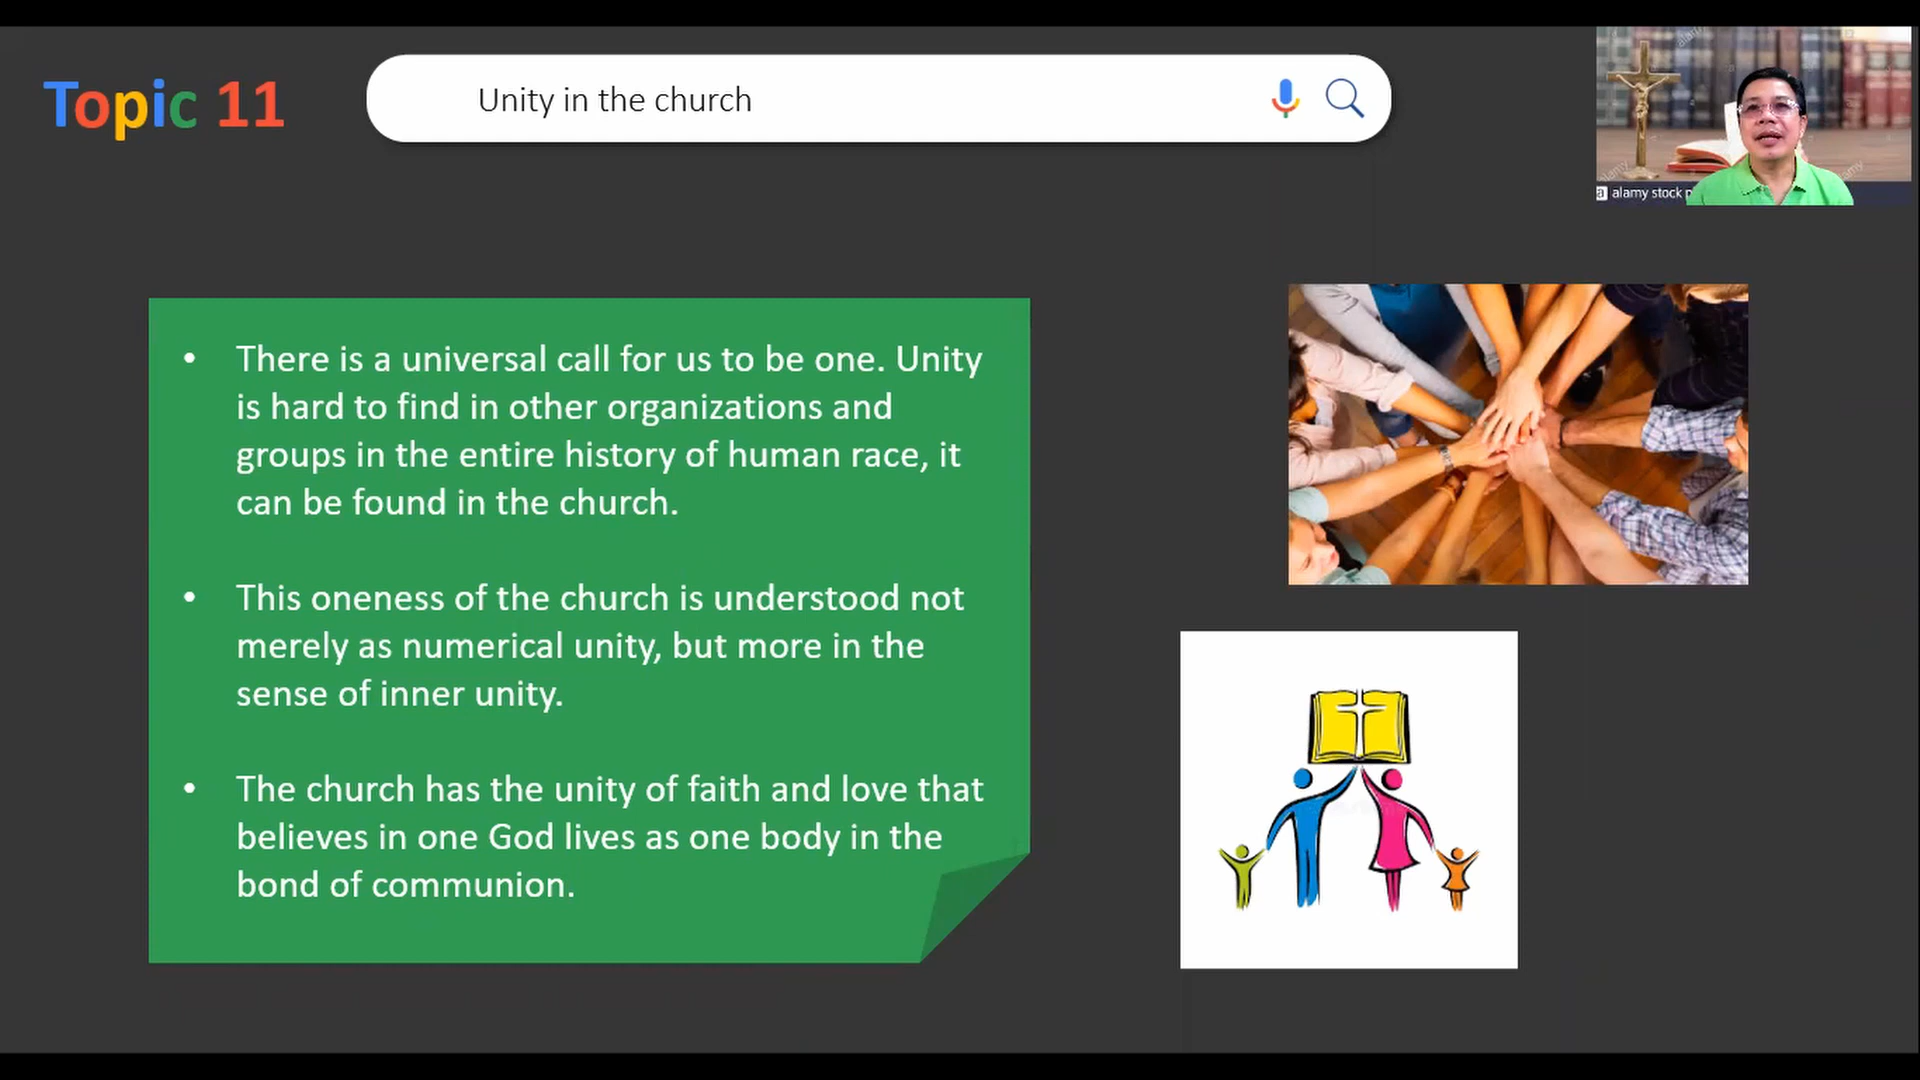 Topic 11
Unity in the church
alamy stock
• There is a universal call for us to be one. Unity
is hard to find in other organizations and
groups in the entire history of human race, it
can be found in the church.
• This oneness of the church is understood not
merely as numerical unity, but more in the
sense of inner unity.
• The church has the unity of faith and love that
believes in one God lives as one body in the
bond of communion.